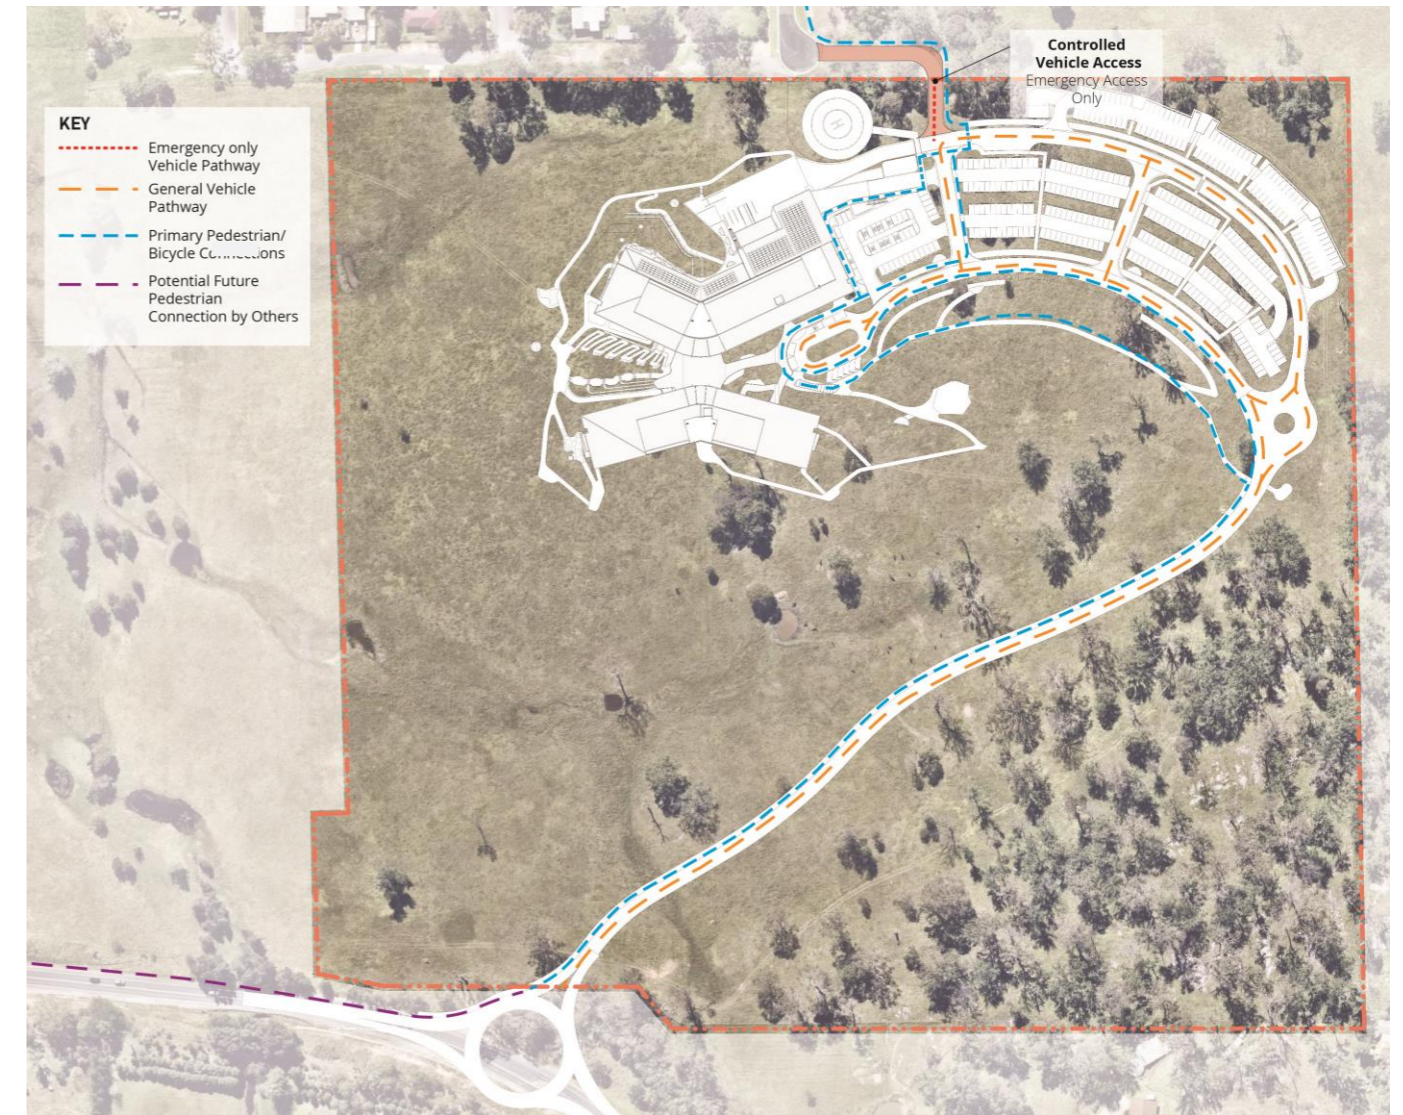 Controlled
Vehicle Access
Emergency Access
Only
KEY
Emergency only
Vehicle Pathway
General Vehicle
Pathway
Primary Pedestrian/
Bicycle Connections
Potential Future
Pedestrian
Connection by Others
H